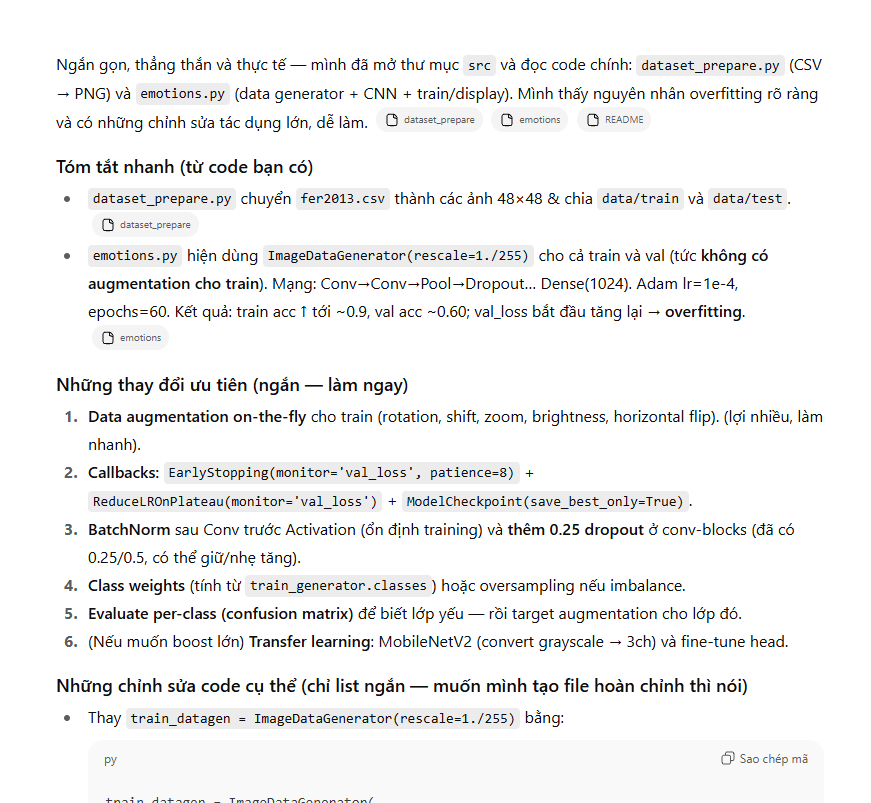 Ngắn gọn, thẳng thắn và thực tế — mình đã mở thư mục src và đọc code chính: dataset_prepare.py (CSV
→ PNG) và emotions.py (data generator + CNN + train/display). Mình thấy nguyên nhân overfitting rõ ràng
và có những chỉnh sửa tác dụng lớn, dễ làm. dataset_prepare emotions README
Tóm tắt nhanh (từ code bạn có)
• dataset_prepare.py chuyển fer2013.csv thành các ảnh 48×48 & chia data/train và data/test.
dataset_prepare
• emotions.py hiện dùng ImageDataGenerator(rescale=1./255) cho cả train và val (tức không có
augmentation cho train). Mạng: Conv→Conv→Pool→Dropout... Dense(1024). Adam lr=1e-4,
epochs=60. Kết quả: train acc ↑ tới ~0.9, val acc ~0.60; val_loss bắt đầu tăng lại → overfitting.
emotions
Những thay đổi ưu tiên (ngắn — làm ngay)
1. Data augmentation on-the-fly cho train (rotation, shift, zoom, brightness, horizontal flip). (lợi nhiều, làm
nhanh).
2. Callbacks: EarlyStopping(monitor='val_loss', patience=8) +
ReduceLROnPlateau(monitor='val_loss') + ModelCheckpoint(save_best_only=True).
3. BatchNorm sau Conv trước Activation (ổn định training) và thêm 0.25 dropout ở conv-blocks (đã có
0.25/0.5, có thể giữ/nhẹ tăng).
4. Class weights (tính từ train_generator.classes) hoặc oversampling nếu imbalance.
5. Evaluate per-class (confusion matrix) để biết lớp yếu — rồi target augmentation cho lớp đó.
6. (Nếu muốn boost lớn) Transfer learning: MobileNetV2 (convert grayscale → 3ch) và fine-tune head.
Những chỉnh sửa code cụ thể (chỉ list ngắn — muốn mình tạo file hoàn chỉnh thì nói)
• Thay train_datagen = ImageDataGenerator(rescale=1./255) bằng:
py Sao chép mã
train_datagen = ImageDataGenerator(